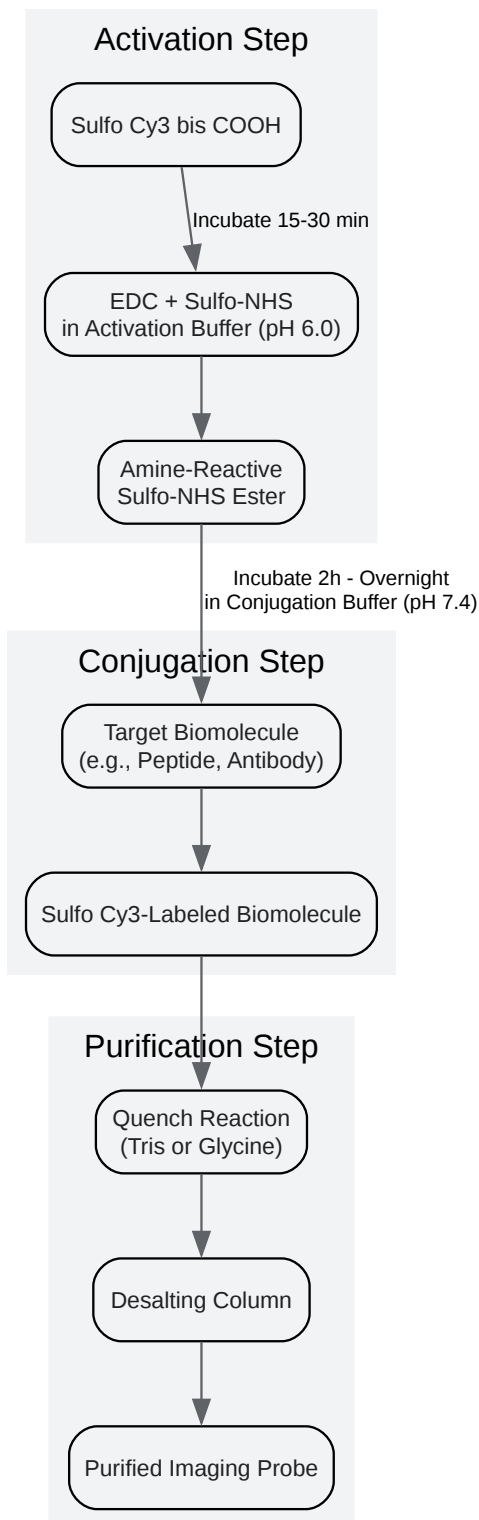 Activation Step
Sulfo Cy3 bis COOH
Incubate 15-30 min
EDC + Sulfo-NHS
in Activation Buffer (pH 6.0)
Amine-Reactive
Sulfo-NHS Ester
Incubate 2h - Overnight
in Conjugation Buffer (pH 7.4)
Conjugation Step
Target Biomolecule
(e.g., Peptide, Antibody)
Sulfo Cy3-Labeled Biomolecule
Purification Step
Quench Reaction
(Tris or Glycine)
Desalting Column
Purified Imaging Probe